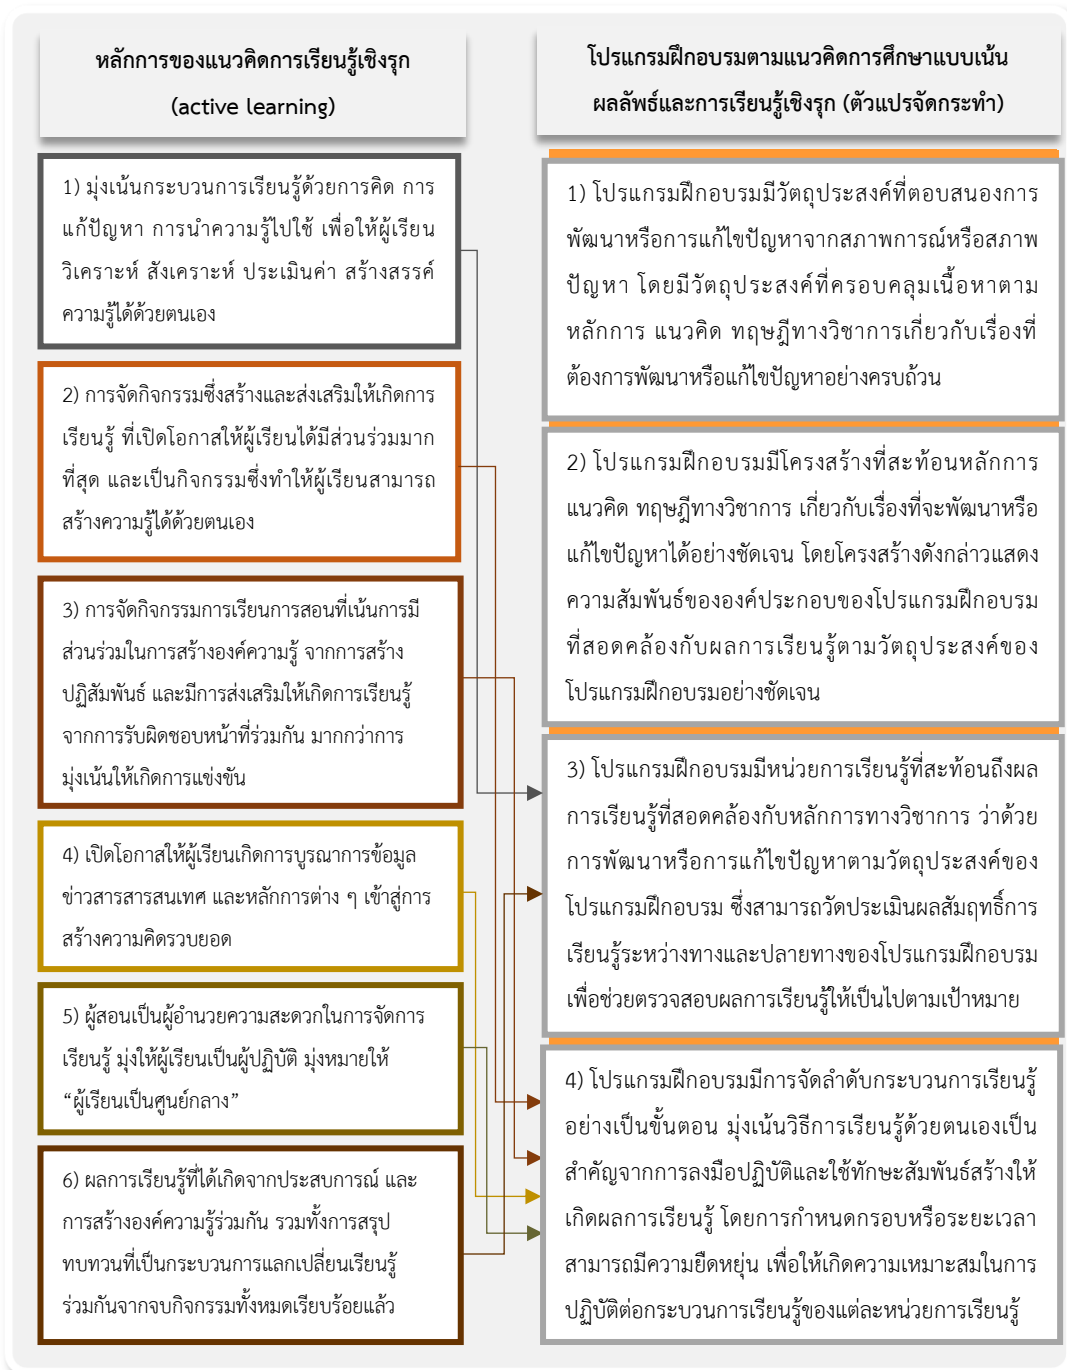 หลักการของแนวคิดการเรียนรู้เชิงรุก
(active learning)
1) มุ่งเน้นกระบวนการเรียนรู้ด้วยการคิด การ
แก้ปัญหา การนำความรู้ไปใช้ เพื่อให้ผู้เรียน
วิเคราะห์ สังเคราะห์ ประเมินค่า สร้างสรรค์
ความรู้ได้ด้วยตนเอง
2) การจัดกิจกรรมซึ่งสร้างและส่งเสริมให้เกิดการ
เรียนรู้ ที่เปิดโอกาสให้ผู้เรียนได้มีส่วนร่วมมาก
ที่สุด และเป็นกิจกรรมซึ่งทำให้ผู้เรียนสามารถ
สร้างความรู้ได้ด้วยตนเอง
3) การจัดกิจกรรมการเรียนการสอนที่เน้นการมี
ส่วนร่วมในการสร้างองค์ความรู้ จากการสร้าง
ปฏิสัมพันธ์ และมีการส่งเสริมให้เกิดการเรียนรู้
จากการรับผิดชอบหน้าที่ร่วมกัน มากกว่าการ
มุ่งเน้นให้เกิดการแข่งขัน
4) เปิดโอกาสให้ผู้เรียนเกิดการบูรณาการข้อมูล
ข่าวสารสารสนเทศ และหลักการต่าง ๆ เข้าสู่การ
สร้างความคิดรวบยอด
5) ผู้สอนเป็นผู้อำนวยความสะดวกในการจัดการ
เรียนรู้ มุ่งให้ผู้เรียนเป็นผู้ปฏิบัติ มุ่งหมายให้
“ผู้เรียนเป็นศูนย์กลาง”
6) ผลการเรียนรู้ที่ได้เกิดจากประสบการณ์ และ
การสร้างองค์ความรู้ร่วมกัน รวมทั้งการสรุป
ทบทวนที่เป็นกระบวนการแลกเปลี่ยนเรียนรู้
ร่วมกันจากจบกิจกรรมทั้งหมดเรียบร้อยแล้ว
โปรแกรมฝึกอบรมตามแนวคิดการศึกษาแบบเน้น
ผลลัพธ์และการเรียนรู้เชิงรุก (ตัวแปรจัดกระทำ)
1) โปรแกรมฝึกอบรมมีวัตถุประสงค์ที่ตอบสนองการ
พัฒนาหรือการแก้ไขปัญหาจากสภาพการณ์หรือสภาพ
ปัญหา โดยมีวัตถุประสงค์ที่ครอบคลุมเนื้อหาตาม
หลักการ แนวคิด ทฤษฎีทางวิชาการเกี่ยวกับเรื่องที่
ต้องการพัฒนาหรือแก้ไขปัญหาอย่างครบถ้วน
2) โปรแกรมฝึกอบรมมีโครงสร้างที่สะท้อนหลักการ
แนวคิด ทฤษฎีทางวิชาการ เกี่ยวกับเรื่องที่จะพัฒนาหรือ
แก้ไขปัญหาได้อย่างชัดเจน โดยโครงสร้างดังกล่าวแสดง
ความสัมพันธ์ขององค์ประกอบของโปรแกรมฝึกอบรม
ที่สอดคล้องกับผลการเรียนรู้ตามวัตถุประสงค์ของ
โปรแกรมฝึกอบรมอย่างชัดเจน
3) โปรแกรมฝึกอบรมมีหน่วยการเรียนรู้ที่สะท้อนถึงผล
การเรียนรู้ที่สอดคล้องกับหลักการทางวิชาการ ว่าด้วย
การพัฒนาหรือการแก้ไขปัญหาตามวัตถุประสงค์ของ
โปรแกรมฝึกอบรม ซึ่งสามารถวัดประเมินผลสัมฤทธิ์การ
เรียนรู้ระหว่างทางและปลายทางของโปรแกรมฝึกอบรม
เพื่อช่วยตรวจสอบผลการเรียนรู้ให้เป็นไปตามเป้าหมาย
4) โปรแกรมฝึกอบรมมีการจัดลำดับกระบวนการเรียนรู้
อย่างเป็นขั้นตอน มุ่งเน้นวิธีการเรียนรู้ด้วยตนเองเป็น
สำคัญจากการลงมือปฏิบัติและใช้ทักษะสัมพันธ์สร้างให้
เกิดผลการเรียนรู้ โดยการกำหนดกรอบหรือระยะเวลา
สามารถมีความยืดหยุ่น เพื่อให้เกิดความเหมาะสมในการ
ปฏิบัติต่อกระบวนการเรียนรู้ของแต่ละหน่วยการเรียนรู้